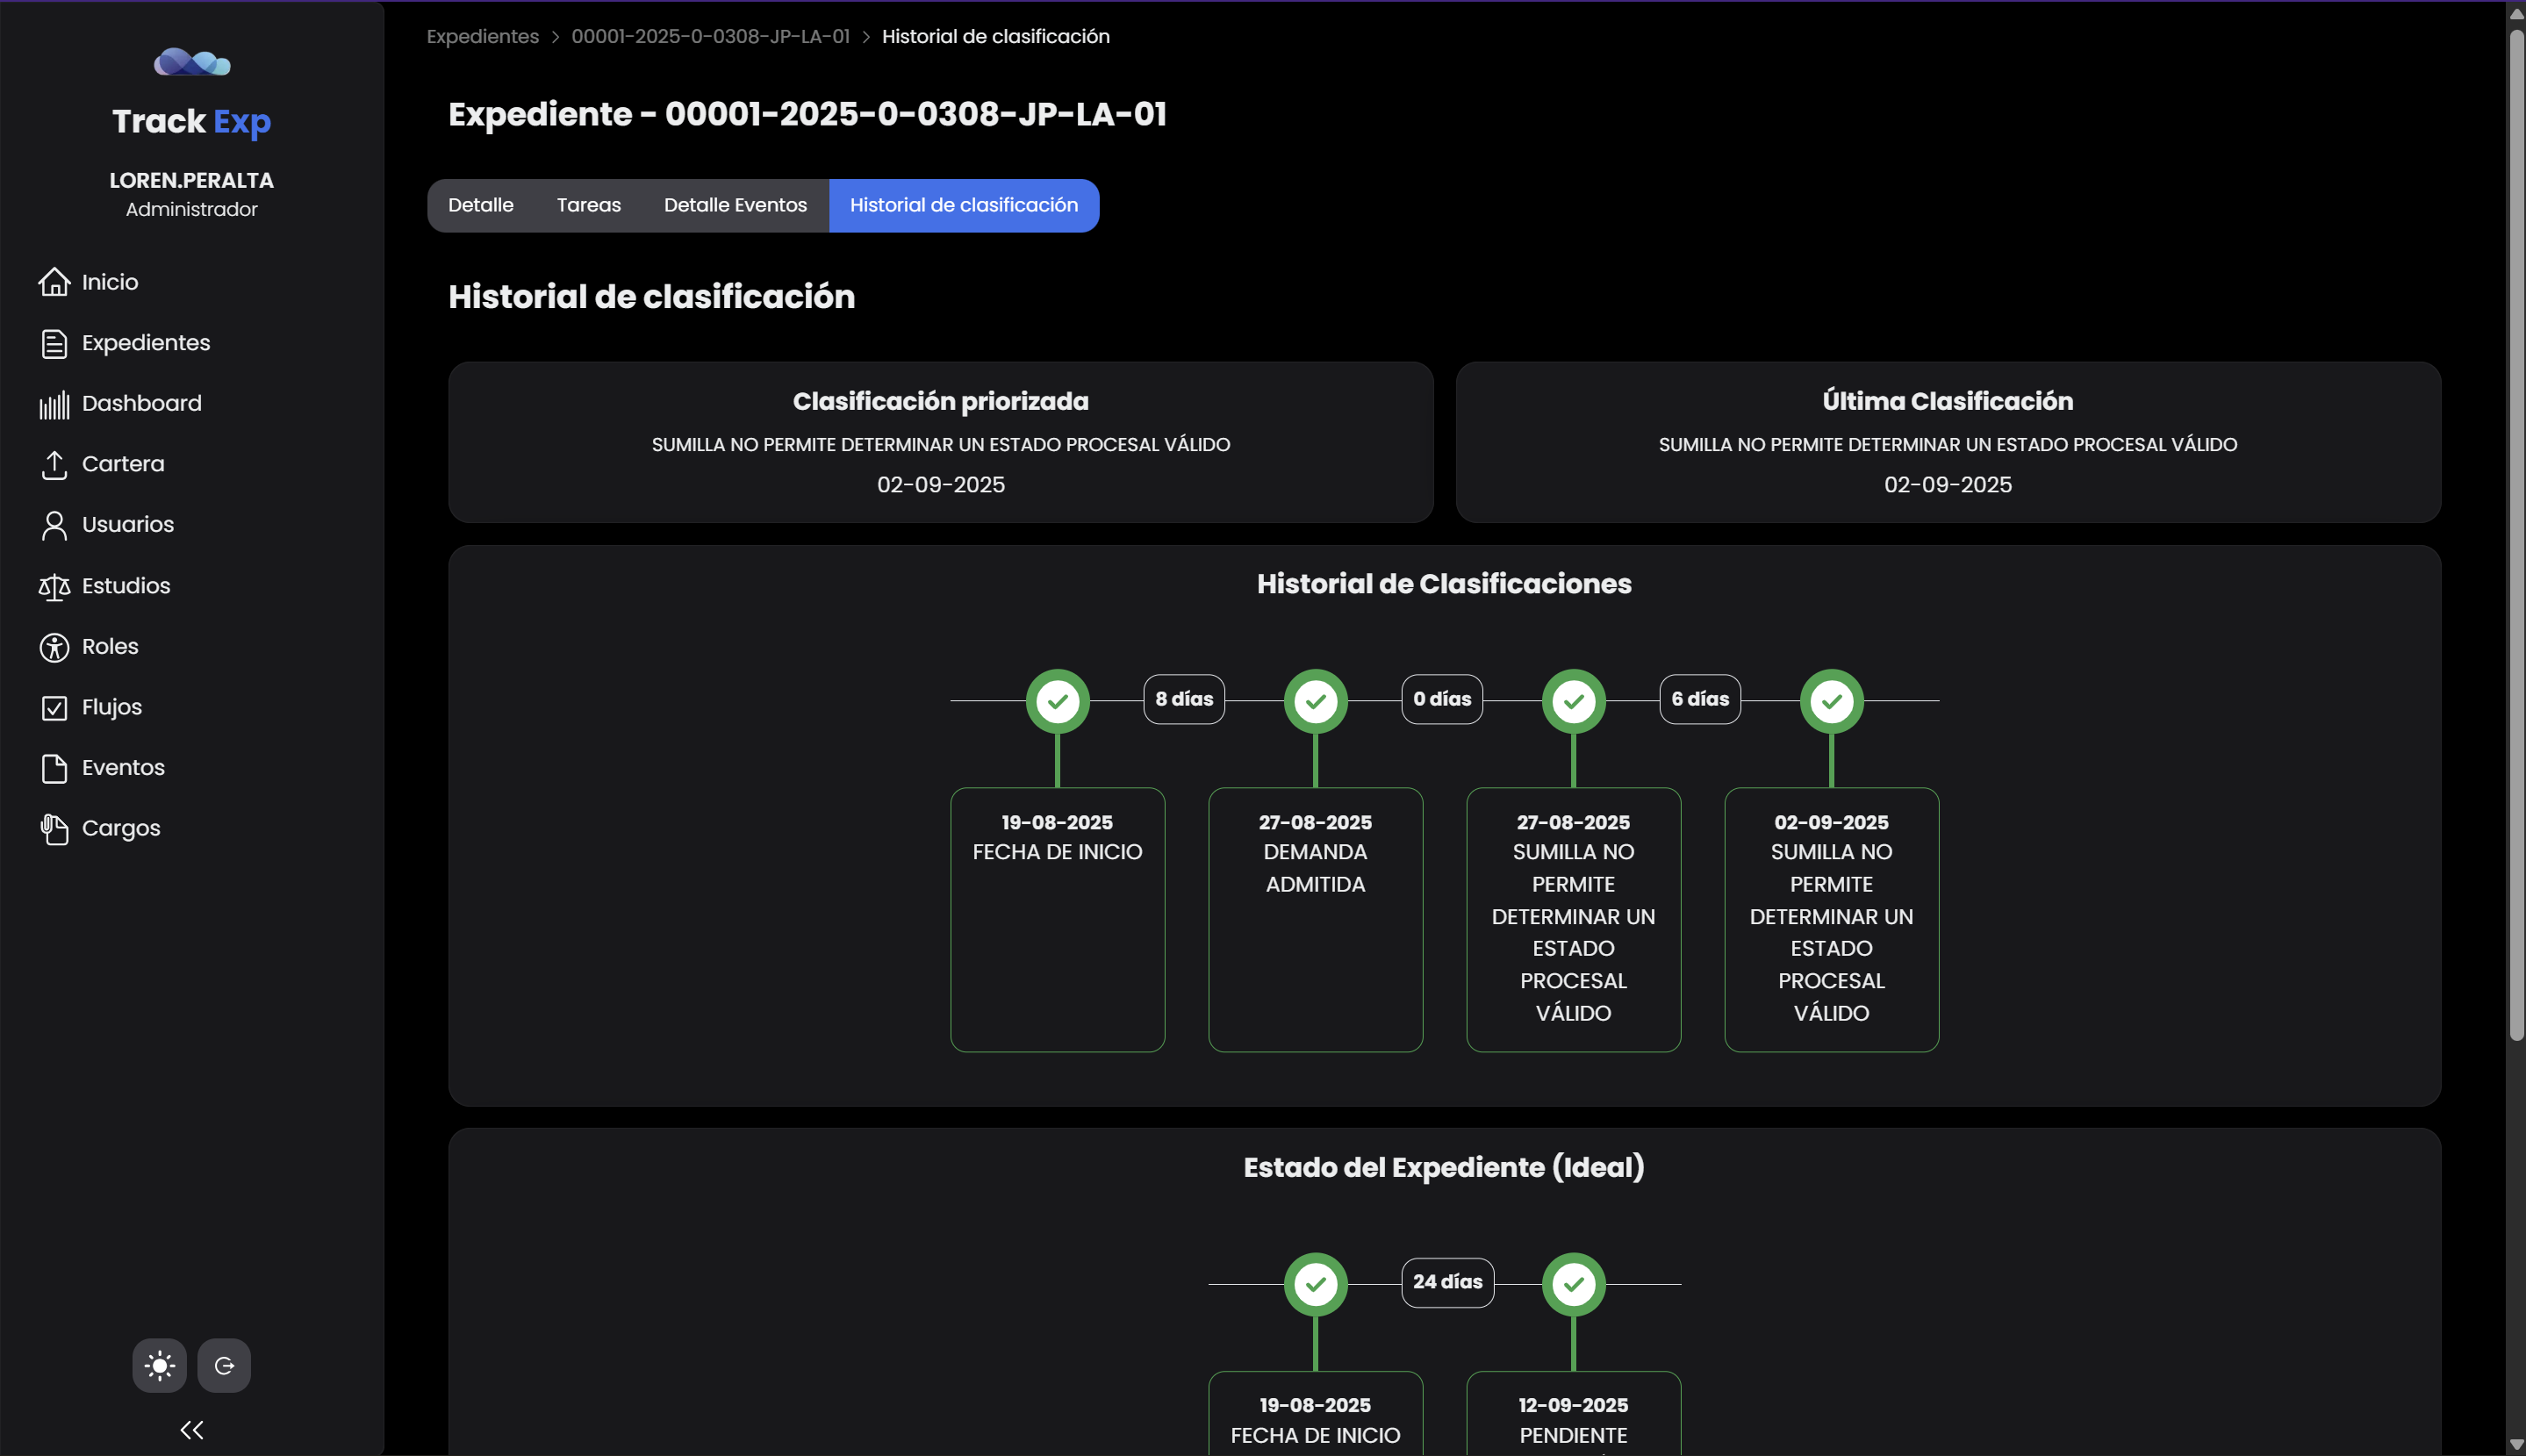 Track Exp
LOREN.PERALTA
Administrador
Inicio
Expedientes
Dashboard
Cartera
Usuarios
Estudios
Roles
Flujos
Eventos
Cargos
Expedientes > 00001-2025-0-0308-JP-LA-01 > Historial de clasificación
Expediente - 00001-2025-0-0308-JP-LA-01
Detalle Tareas Detalle Eventos Historial de clasificación
Historial de clasificación
Clasificación priorizada
SUMILLA NO PERMITE DETERMINAR UN ESTADO PROCESAL VÁLIDO
02-09-2025
Última Clasificación
SUMILLA NO PERMITE DETERMINAR UN ESTADO PROCESAL VÁLIDO
02-09-2025
Historial de Clasificaciones
8 días
0 días
6 días
19-08-2025
FECHA DE INICIO
27-08-2025
DEMANDA
ADMITIDA
27-08-2025
SUMILLA NO
PERMITE
DETERMINAR UN
ESTADO
PROCESAL
VÁLIDO
02-09-2025
SUMILLA NO
PERMITE
DETERMINAR UN
ESTADO
PROCESAL
VÁLIDO
Estado del Expediente (Ideal)
24 días
19-08-2025
FECHA DE INICIO
12-09-2025
PENDIENTE